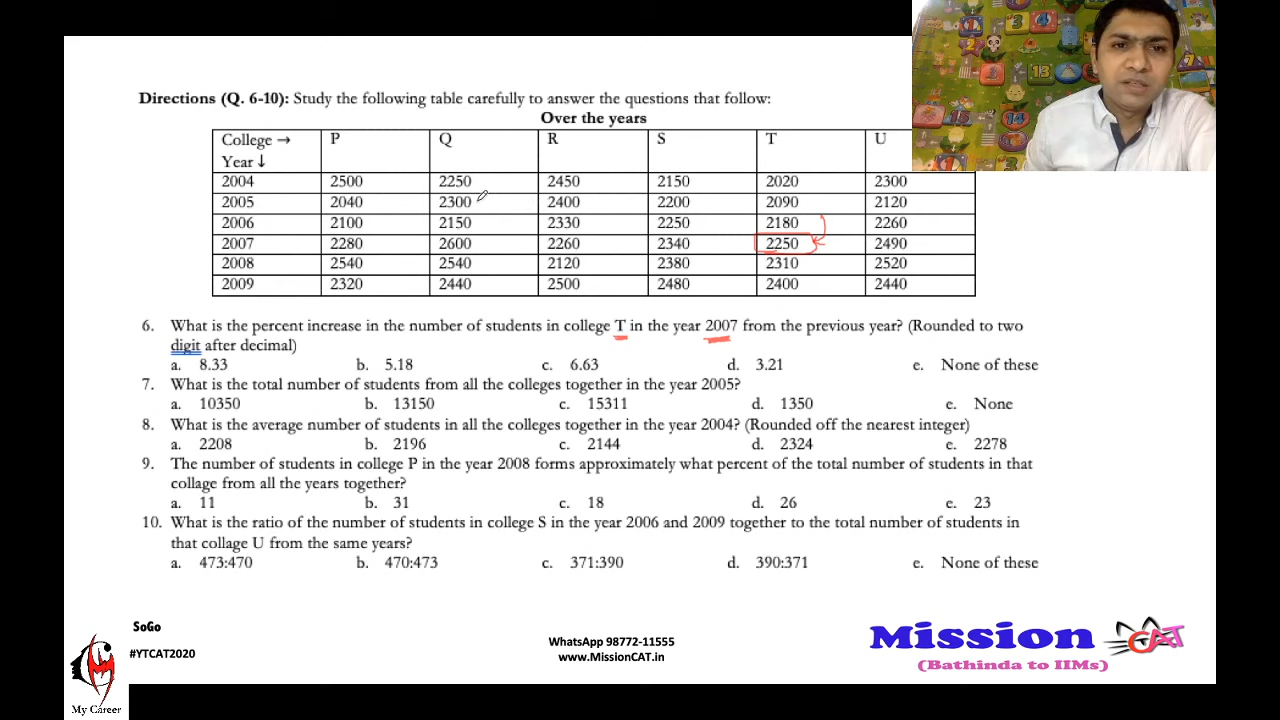 Directions (Q. 6-10): Study the following table carefully to answer the questions that follow:
Over the years
College → P Q R S T U
Year ↓
2004 2500 2250 2450 2150 2020 2300
2005 2040 2300 2400 2200 2090 2120
2006 2100 2150 2330 2250 2180 2260
2007 2280 2600 2260 2340 2250 2490
2008 2540 2540 2120 2380 2310 2520
2009 2320 2440 2500 2480 2400 2440
6. What is the percent increase in the number of students in college T in the year 2007 from the previous year? (Rounded to two
digit after decimal)
a. 8.33 b. 5.18 c. 6.63 d. 3.21 e. None of these
7. What is the total number of students from all the colleges together in the year 2005?
a. 10350 b. 13150 c. 15311 d. 1350 e. None
8. What is the average number of students in all the colleges together in the year 2004? (Rounded off the nearest integer)
a. 2208 b. 2196 c. 2144 d. 2324 e. 2278
9. The number of students in college P in the year 2008 forms approximately what percent of the total number of students in that
collage from all the years together?
a. 11 b. 31 c. 18 d. 26 e. 23
10. What is the ratio of the number of students in college S in the year 2006 and 2009 together to the total number of students in
that collage U from the same years?
a. 473:470 b. 470:473 c. 371:390 d. 390:371 e. None of these
SoGo
#YTCAT2020
My Career
WhatsApp 98772-11555
www.MissionCAT.in
Mission CAT
(Bathinda to IIMs)